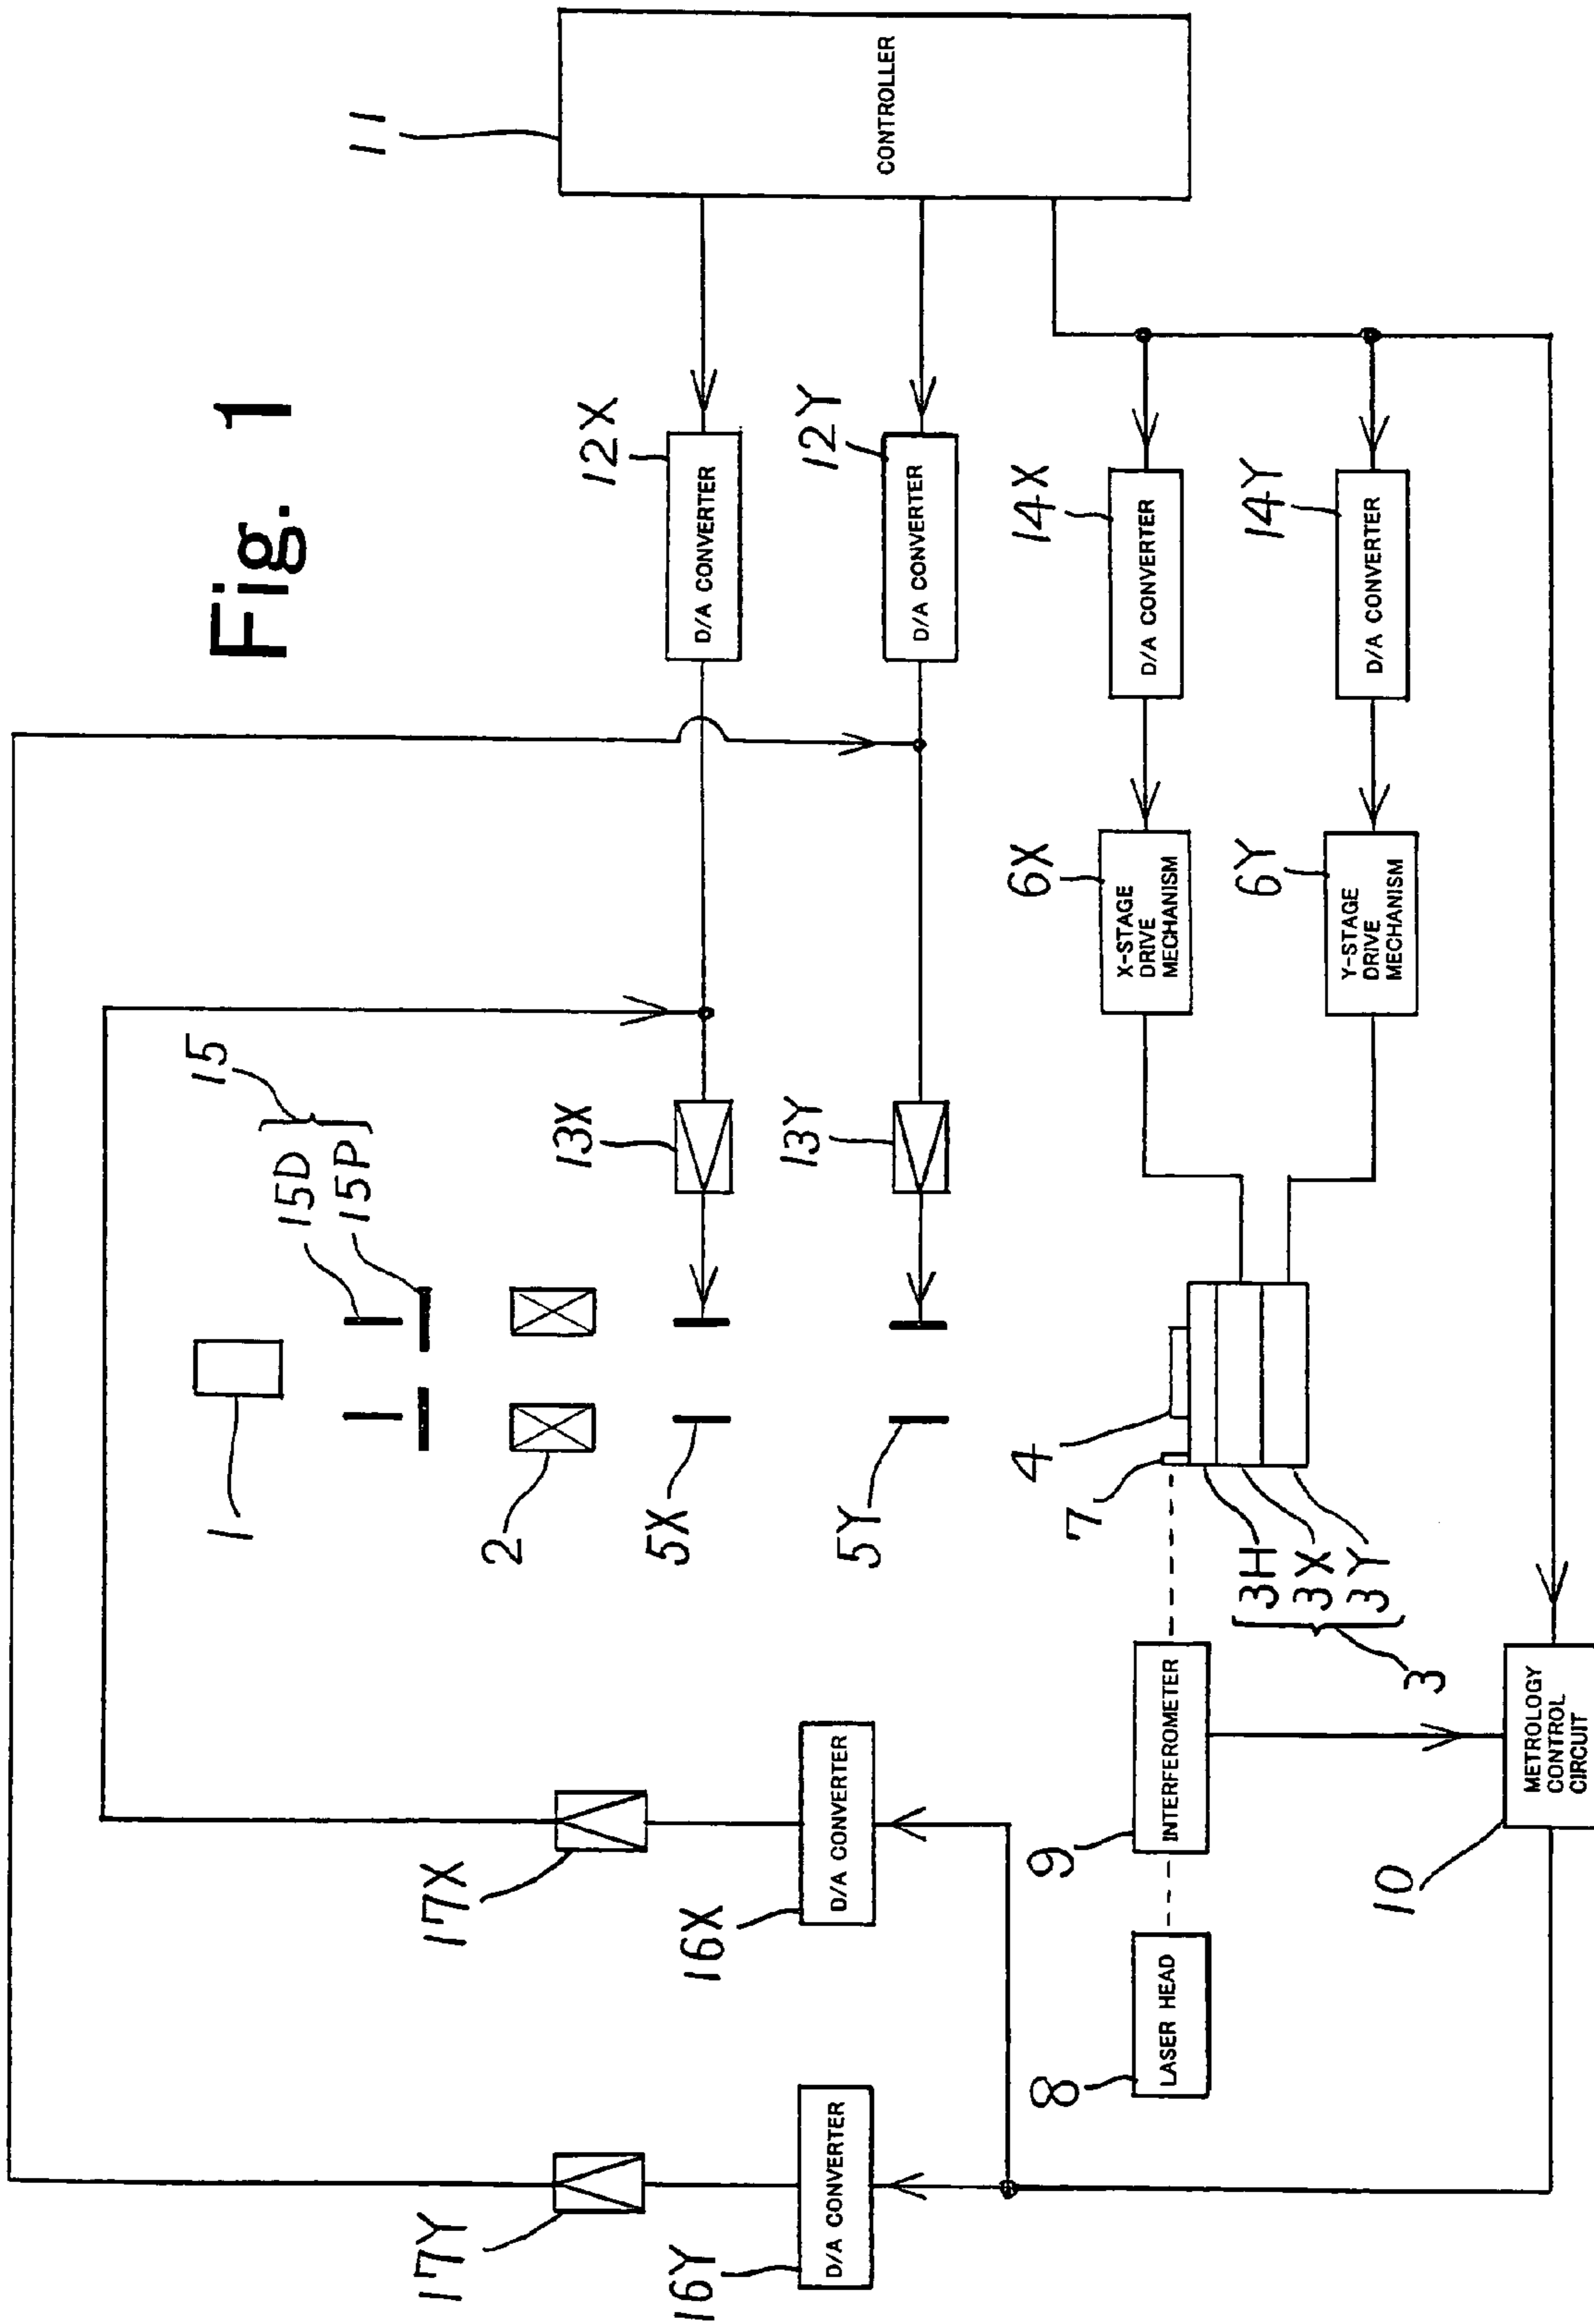 Fig. 1
1
15D
15P
15
2
5X
13X
12X
D/A CONVERTER
11
CONTROLLER
5Y
13Y
12Y
D/A CONVERTER
17Y
17X
16Y
D/A CONVERTER
16X
D/A CONVERTER
8
LASER HEAD
9
INTERFEROMETER
7
4
3H
3X
3Y
3
6X
X-STAGE
DRIVE
MECHANISM
14X
D/A CONVERTER
6Y
Y-STAGE
DRIVE
MECHANISM
14Y
D/A CONVERTER
10
METROLOGY
CONTROL
CIRCUIT